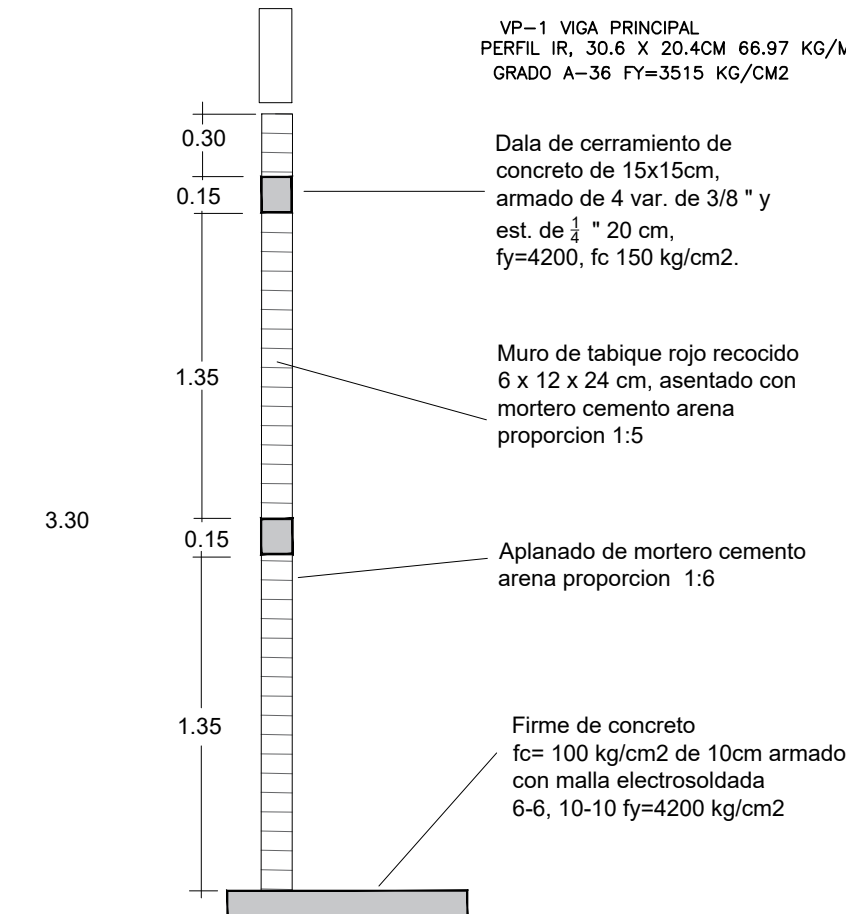 VP-1 VIGA PRINCIPAL
PERFIL IR, 30.6 X 20.4CM 66.97 KG/M
GRADO A-36 FY=3515 KG/CM2
0.30
Dala de cerramiento de
concreto de 15x15cm,
armado de 4 var. de 3/8 " y
est. de 1/4 " 20 cm,
fy=4200, fc 150 kg/cm2.
0.15
1.35
Muro de tabique rojo recocido
6 x 12 x 24 cm, asentado con
mortero cemento arena
proporcion 1:5
3.30
0.15
Aplanado de mortero cemento
arena proporcion 1:6
1.35
Firme de concreto
fc= 100 kg/cm2 de 10cm armado
con malla electrosoldada
6-6, 10-10 fy=4200 kg/cm2